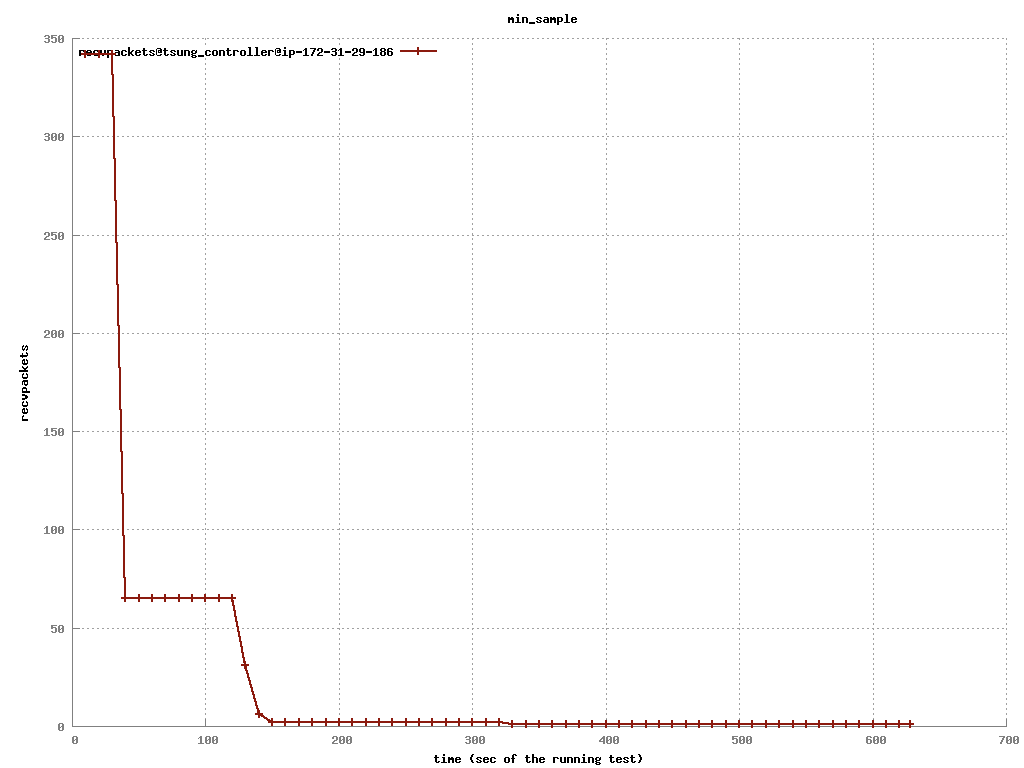 min_sample
350
recvpackets@tsung_controller@ip-172-31-29-186
300
250
200
recvpackets
150
100
50
0
0 100 200 300 400 500 600 700
time (sec of the running test)